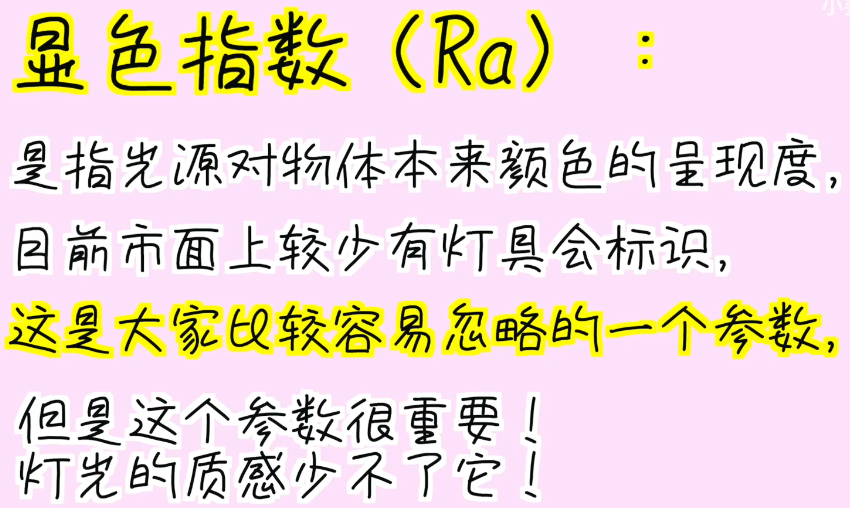 显色指数（Ra）：
是指光源对物体本来颜色的呈现度，
目前市面上较少有灯具会标识，
这是大家比较容易忽略的一个参数，
但是这个参数很重要！
灯光的质感少不了它！